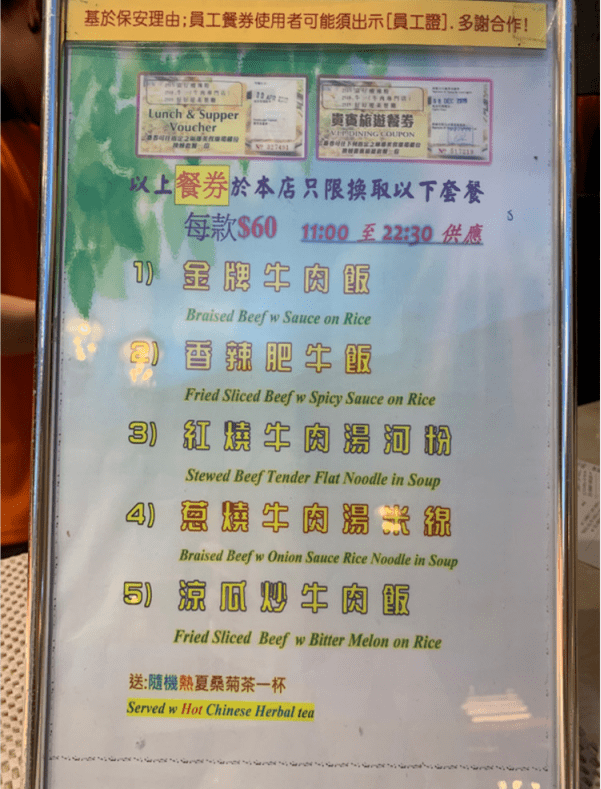 基於保安理由;員工餐券使用者可能須出示[員工證]．多謝合作!
Lunch & Supper
Voucher
貴賓旅遊餐券
V.I.P. DINING COUPON
以上餐券於本店只限換取以下套餐
每款$60 11:00 至 22:30 供應
1) 金牌牛肉飯
Braised Beef w Sauce on Rice
2) 香辣肥牛飯
Fried Sliced Beef w Spicy Sauce on Rice
3) 紅燒牛肉湯河粉
Stewed Beef Tender Flat Noodle in Soup
4) 蔥燒牛肉湯米線
Braised Beef w Onion Sauce Rice Noodle in Soup
5) 涼瓜炒牛肉飯
Fried Sliced Beef w Bitter Melon on Rice
送:隨機熱夏桑菊茶一杯
Served w Hot Chinese Herbal tea